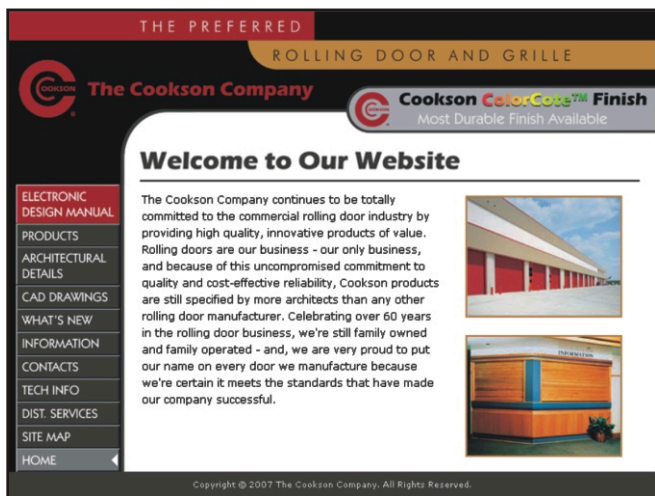 THE PREFERRED
ROLLING DOOR AND GRILLE
COOKSON
The Cookson Company
Cookson ColorCote™ Finish
Most Durable Finish Available
Welcome to Our Website
ELECTRONIC
DESIGN MANUAL
PRODUCTS
ARCHITECTURAL
DETAILS
CAD DRAWINGS
WHAT'S NEW
INFORMATION
CONTACTS
TECH INFO
DIST. SERVICES
SITE MAP
HOME
The Cookson Company continues to be totally
committed to the commercial rolling door industry by
providing high quality, innovative products of value.
Rolling doors are our business - our only business,
and because of this uncompromised commitment to
quality and cost-effective reliability, Cookson products
are still specified by more architects than any other
rolling door manufacturer. Celebrating over 60 years
in the rolling door business, we're still family owned
and family operated - and, we are very proud to put
our name on every door we manufacture because
we're certain it meets the standards that have made
our company successful.
INFORMATION
Copyright © 2007 The Cookson Company. All Rights Reserved.